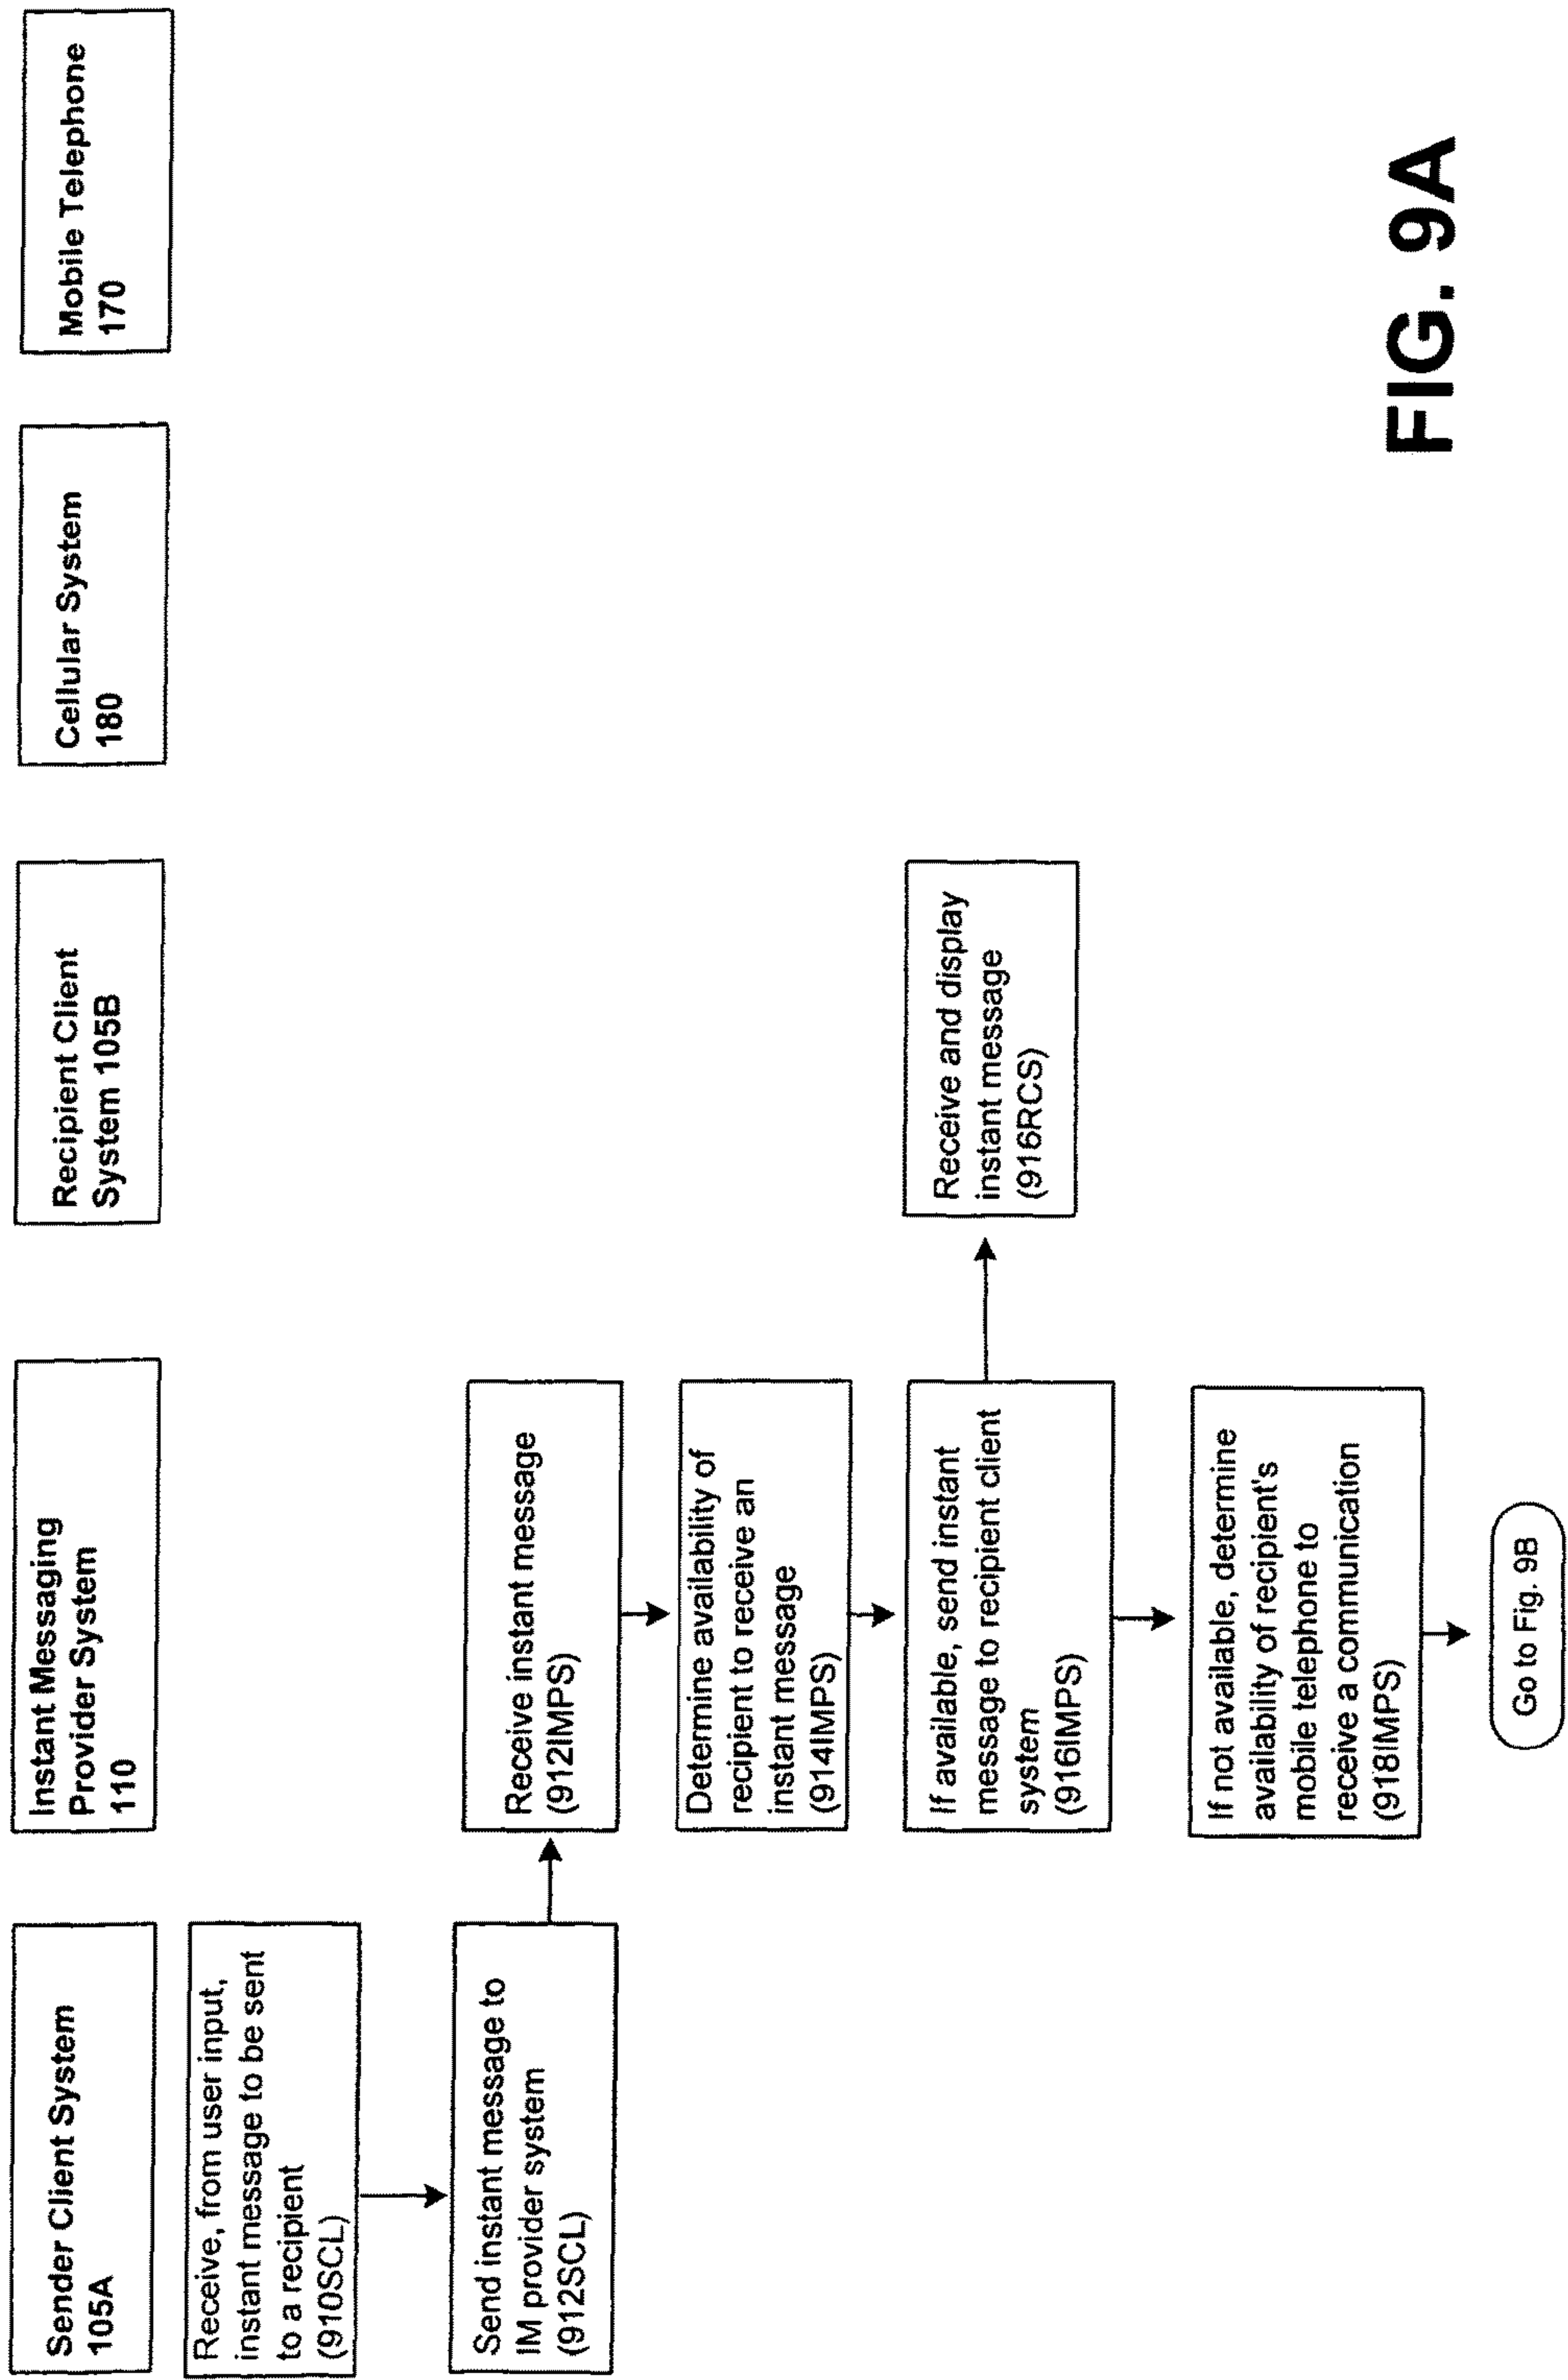 Sender Client System
105A
Instant Messaging
Provider System
110
Recipient Client
System 105B
Cellular System
180
Mobile Telephone
170
Receive, from user input,
instant message to be sent
to a recipient
(910SCL)
Send instant message to
IM provider system
(912SCL)
Receive instant message
(912IMPS)
Determine availability of
recipient to receive an
instant message
(914IMPS)
If available, send instant
message to recipient client
system
(916IMPS)
Receive and display
instant message
(916RCS)
If not available, determine
availability of recipient's
mobile telephone to
receive a communication
(918IMPS)
Go to Fig. 9B
FIG. 9A